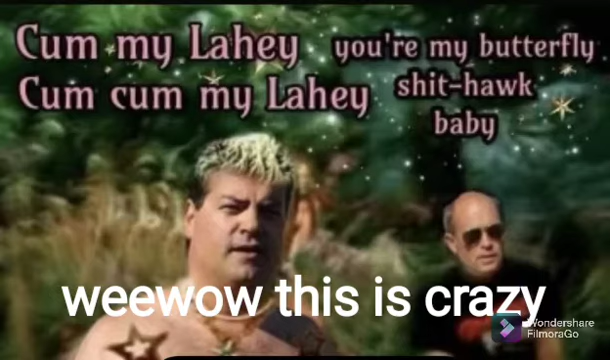 Cum my Lahey
Cum cum my Lahey
you're my butterfly
shit-hawk
baby
weewow this is crazy
Wondershare
FilmoraGo